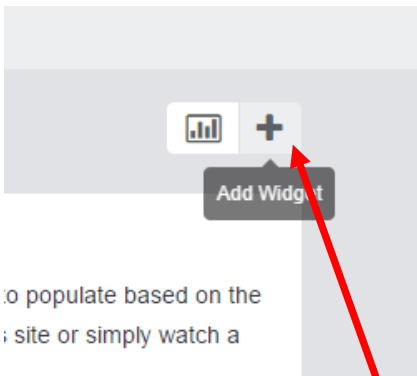 Add Widget
to populate based on the
s site or simply watch a